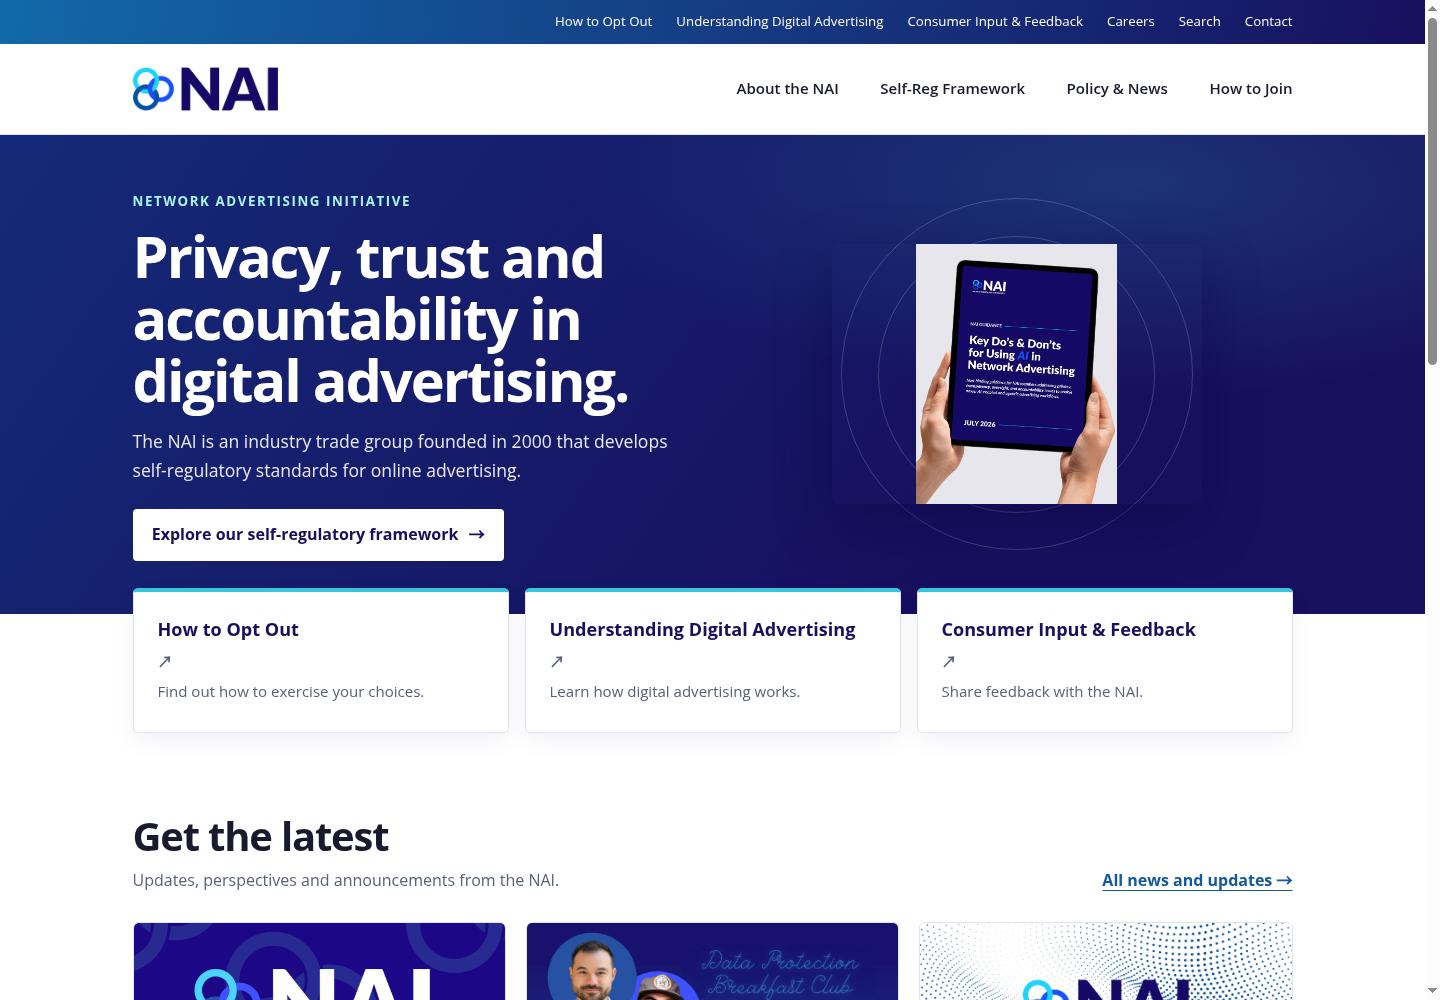 How to Opt Out
Understanding Digital Advertising
Consumer Input & Feedback
Careers
Search
Contact
NAI
About the NAI
Self-Reg Framework
Policy & News
How to Join
NETWORK ADVERTISING INITIATIVE
Privacy, trust and
accountability in
digital advertising.
The NAI is an industry trade group founded in 2000 that develops
self-regulatory standards for online advertising.
Explore our self-regulatory framework →
NAI
NAI GUIDANCE
Key Do's & Don'ts
for Using AI in
Network Advertising
JULY 2026
How to Opt Out
↗
Find out how to exercise your choices.
Understanding Digital Advertising
↗
Learn how digital advertising works.
Consumer Input & Feedback
↗
Share feedback with the NAI.
Get the latest
Updates, perspectives and announcements from the NAI.
All news and updates →
NAI
Data Protection
Breakfast Club
NAI